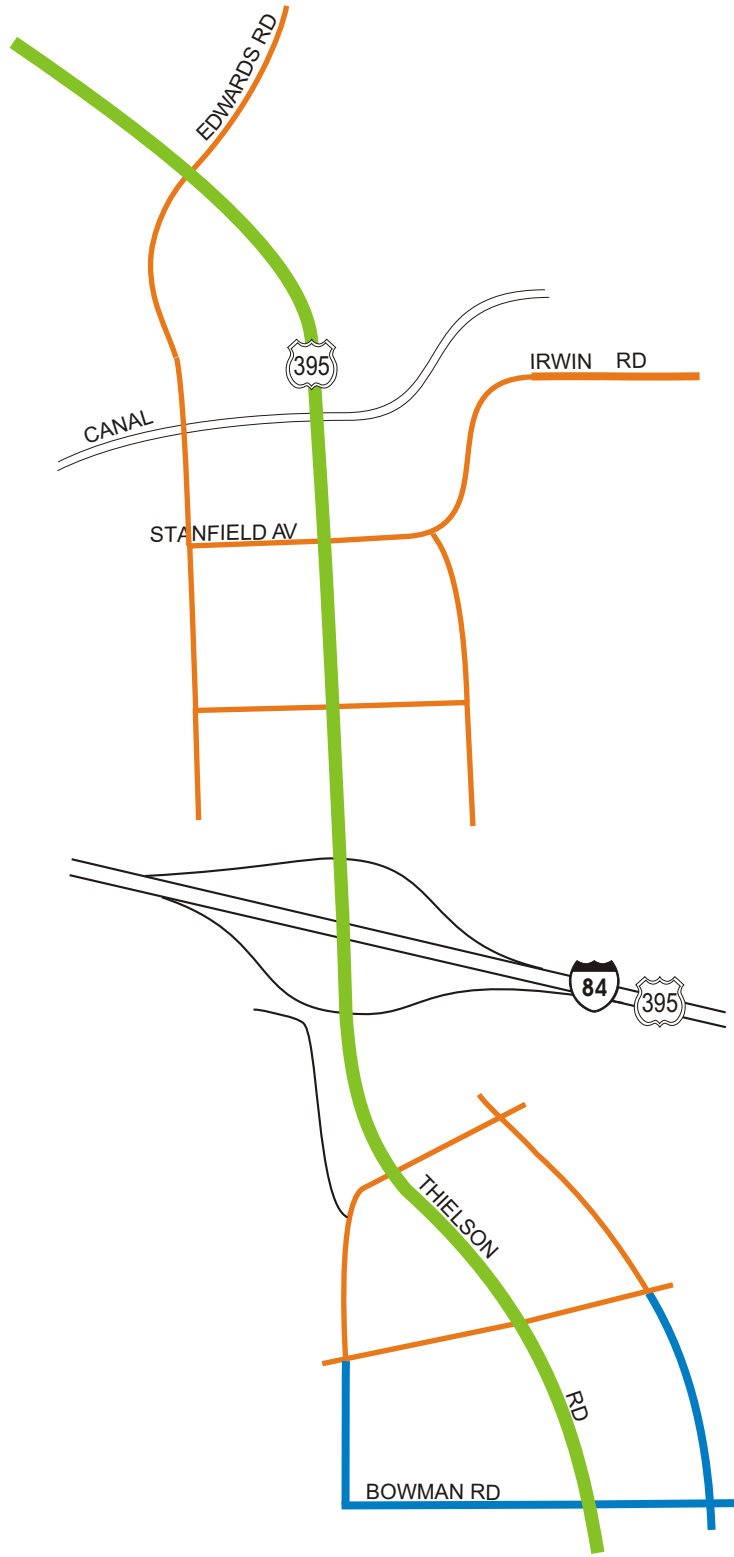 EDWARDS RD
395
IRWIN RD
CANAL
STANFIELD AV
84
395
THIELSON
RD
BOWMAN RD